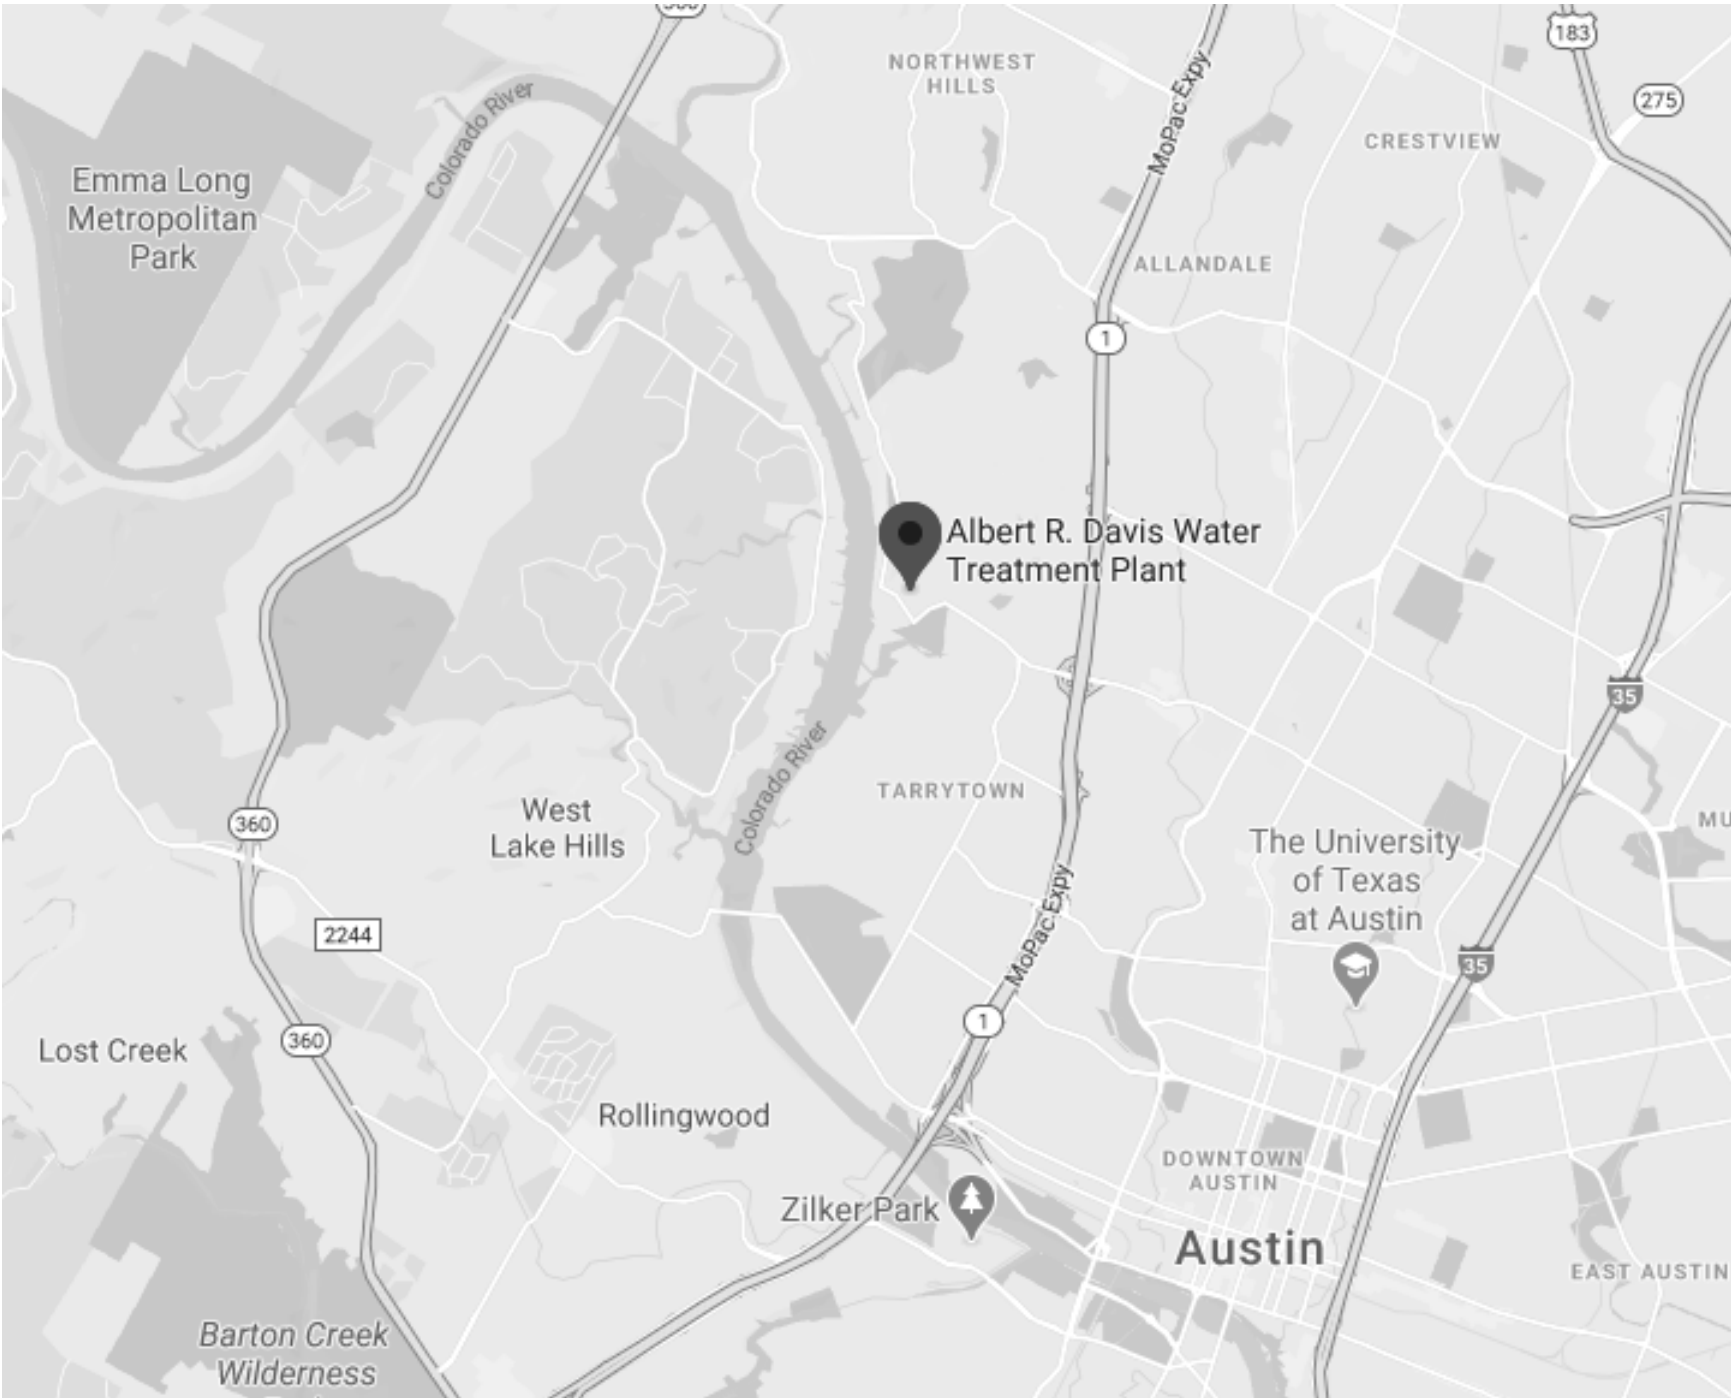 NORTHWEST
HILLS
MoPac Expy
183
275
CRESTVIEW
Colorado River
Emma Long
Metropolitan
Park
ALLANDALE
1
Albert R. Davis Water
Treatment Plant
35
Colorado River
TARRYTOWN
West
Lake Hills
360
The University
of Texas
at Austin
MoPac Expy
2244
35
1
Lost Creek
360
Rollingwood
DOWNTOWN
AUSTIN
Zilker Park
Austin
EAST AUSTIN
Barton Creek
Wilderness